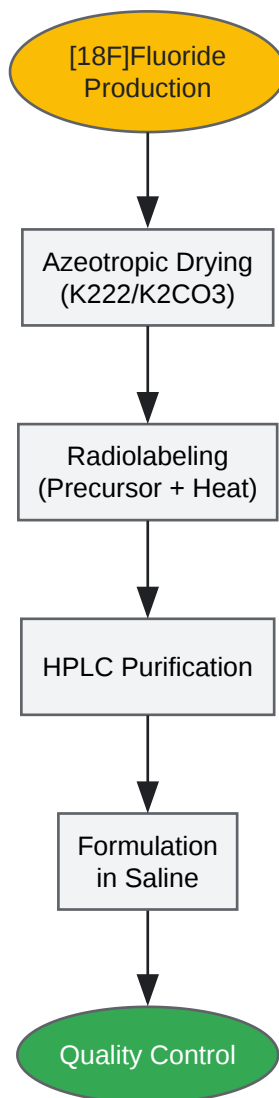 [18F]Fluoride
Production
Azeotropic Drying
(K222/K2CO3)
Radiolabeling
(Precursor + Heat)
HPLC Purification
Formulation
in Saline
Quality Control